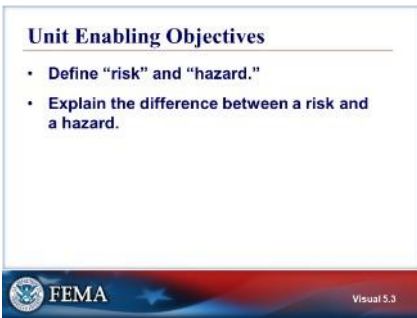 Unit Enabling Objectives
• Define “risk” and “hazard.”
• Explain the difference between a risk and
a hazard.
FEMA
Visual 5.3